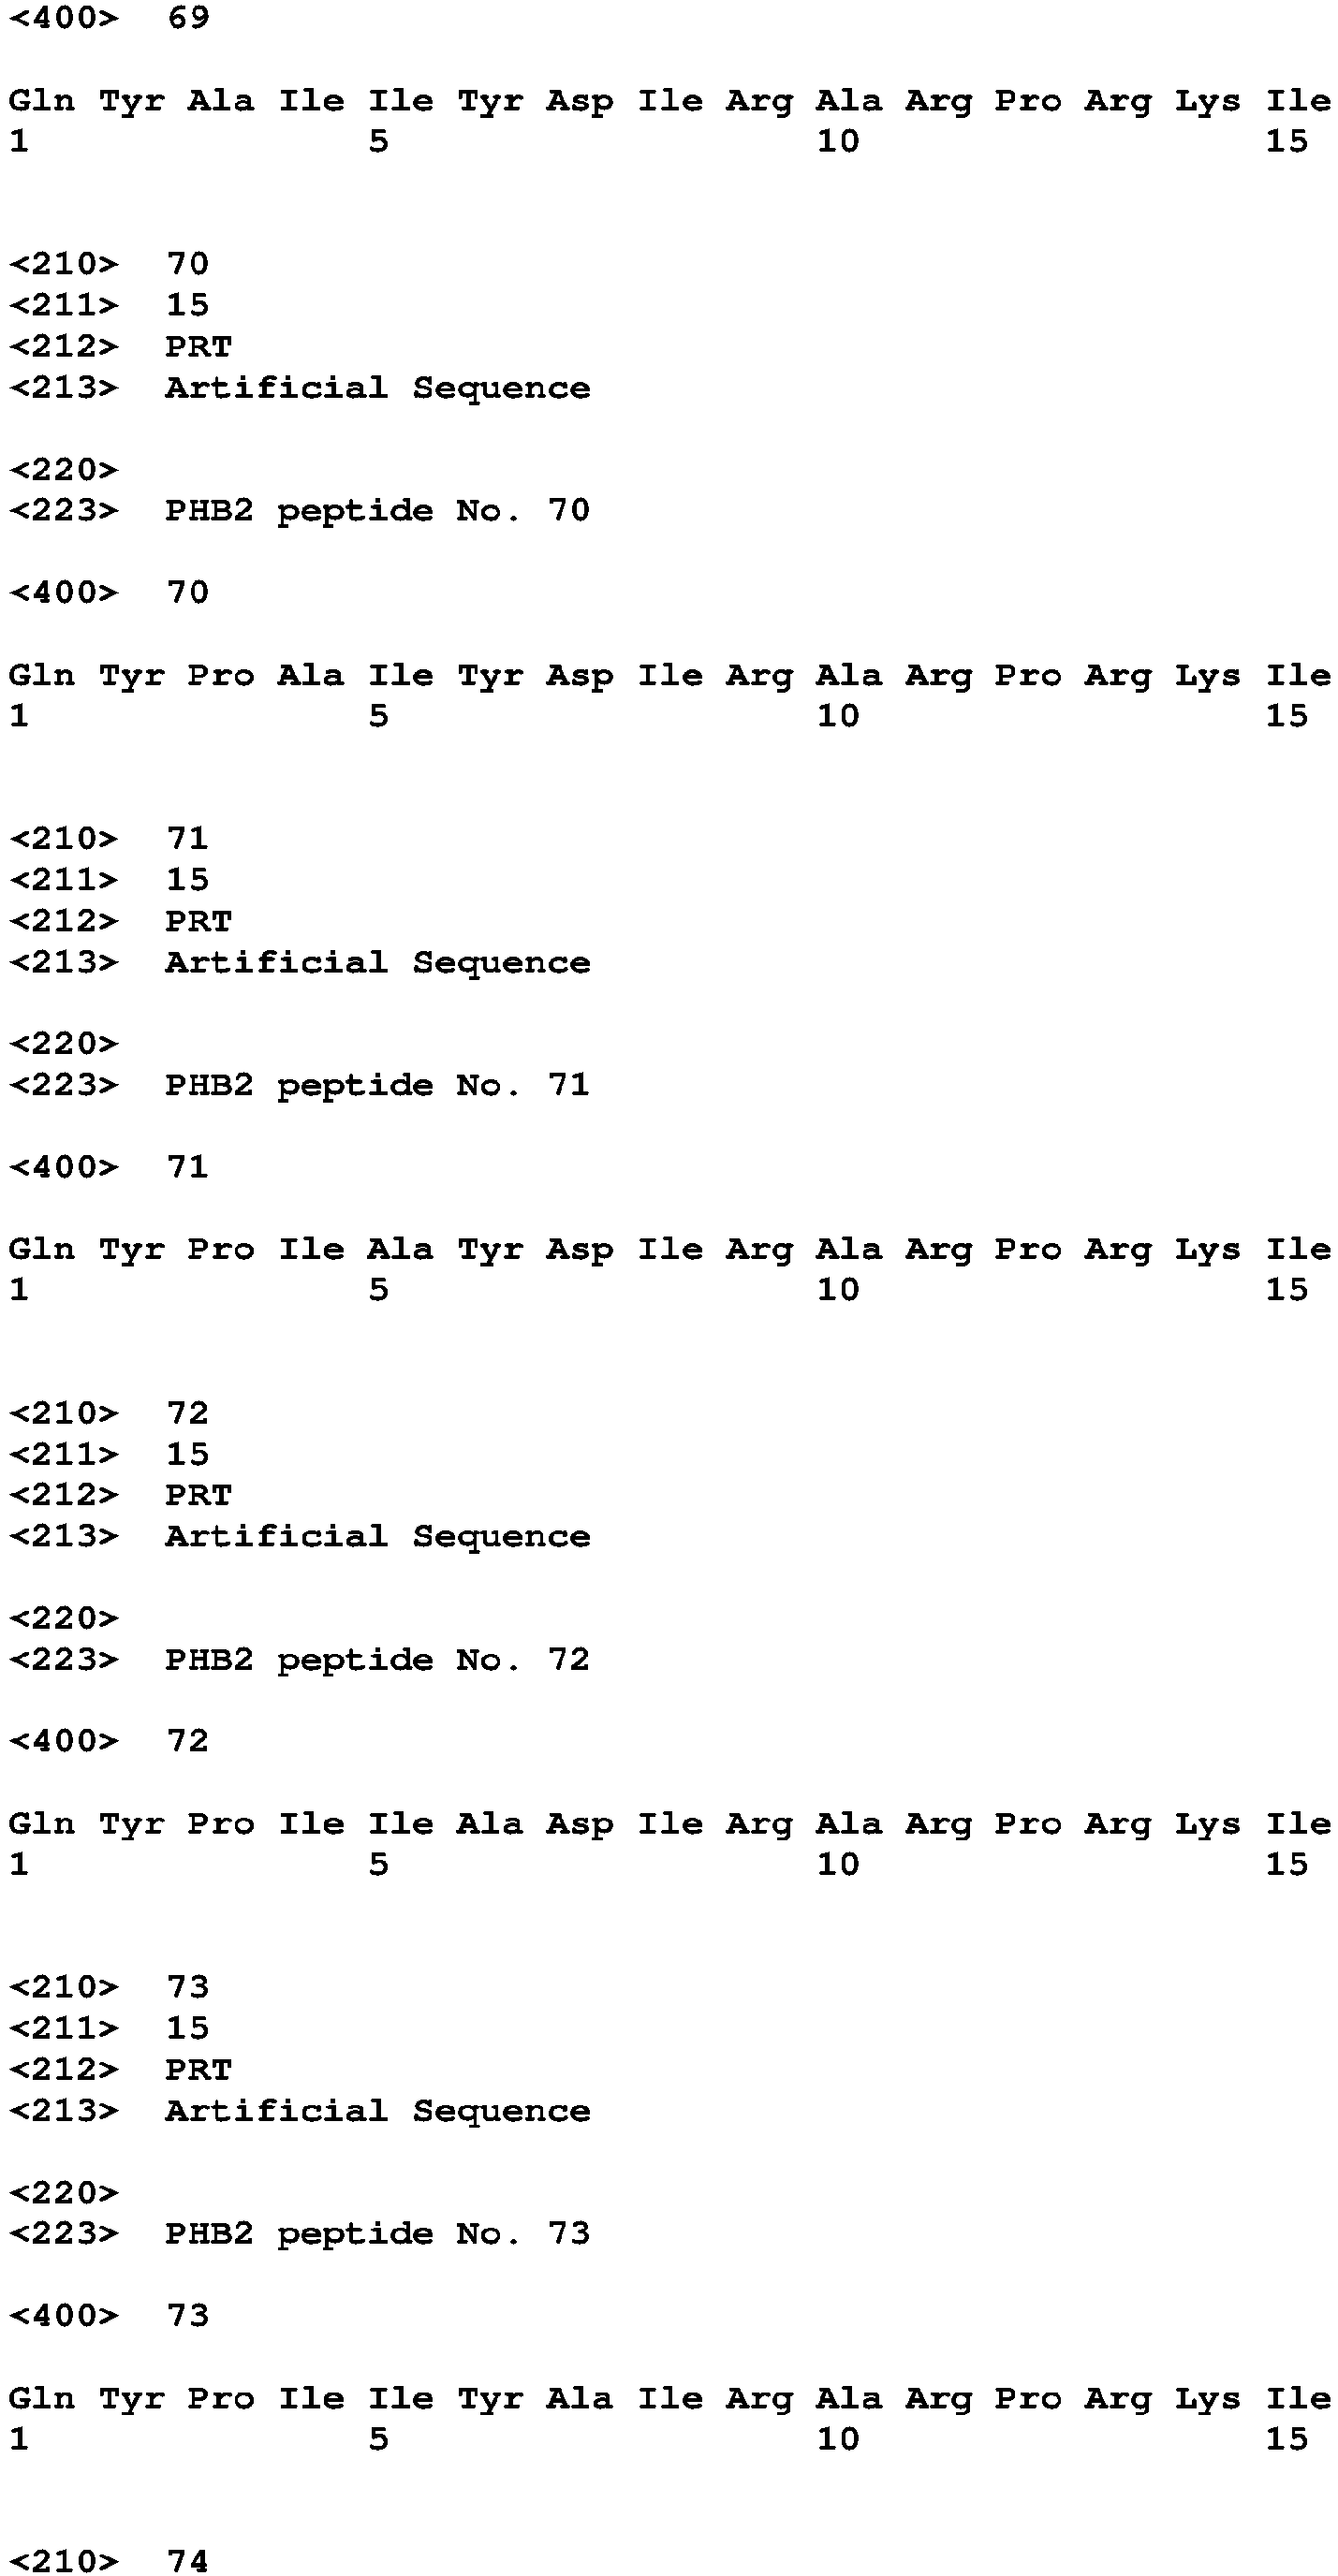 <400> 69
Gln Tyr Ala Ile Ile Tyr Asp Ile Arg Ala Arg Pro Arg Lys Ile
1 5 10 15
<210> 70
<211> 15
<212> PRT
<213> Artificial Sequence
<220>
<223> PHB2 peptide No. 70
<400> 70
Gln Tyr Pro Ala Ile Tyr Asp Ile Arg Ala Arg Pro Arg Lys Ile
1 5 10 15
<210> 71
<211> 15
<212> PRT
<213> Artificial Sequence
<220>
<223> PHB2 peptide No. 71
<400> 71
Gln Tyr Pro Ile Ala Tyr Asp Ile Arg Ala Arg Pro Arg Lys Ile
1 5 10 15
<210> 72
<211> 15
<212> PRT
<213> Artificial Sequence
<220>
<223> PHB2 peptide No. 72
<400> 72
Gln Tyr Pro Ile Ile Ala Asp Ile Arg Ala Arg Pro Arg Lys Ile
1 5 10 15
<210> 73
<211> 15
<212> PRT
<213> Artificial Sequence
<220>
<223> PHB2 peptide No. 73
<400> 73
Gln Tyr Pro Ile Ile Tyr Ala Ile Arg Ala Arg Pro Arg Lys Ile
1 5 10 15
<210> 74